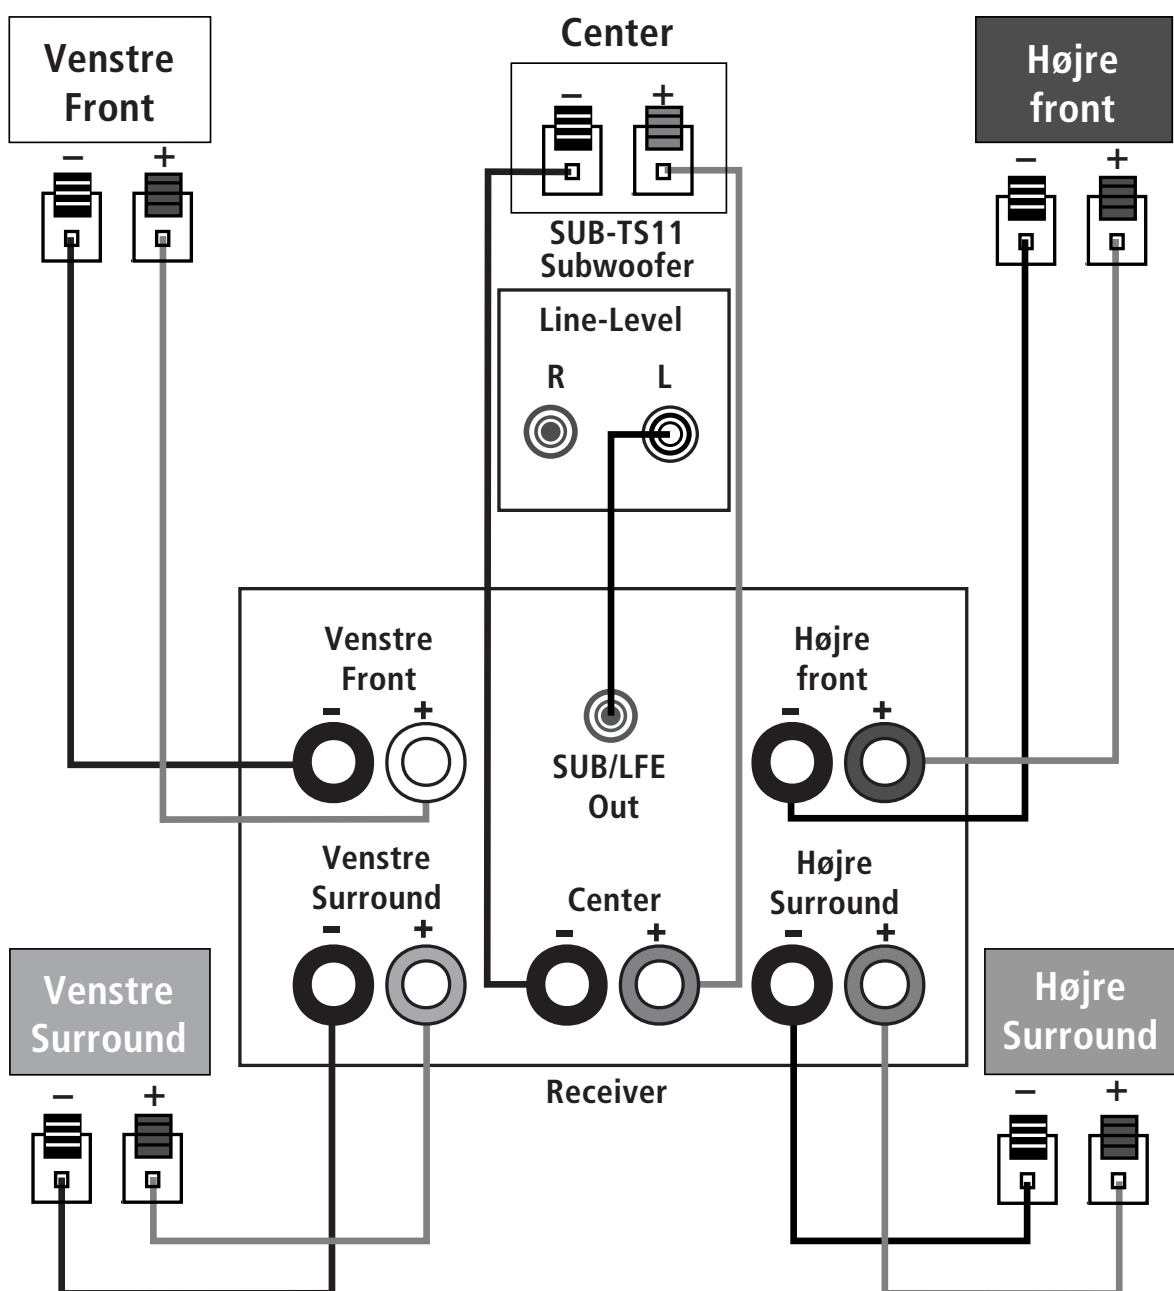 Center
Venstre
Front
Højre
front
– +
– +
– +
SUB-TS11
Subwoofer
Line-Level
R L
Venstre
Front
– +
Højre
front
– +
SUB/LFE
Out
Venstre
Surround
– +
Center
– +
Højre
Surround
– +
Venstre
Surround
– +
Højre
Surround
– +
Receiver